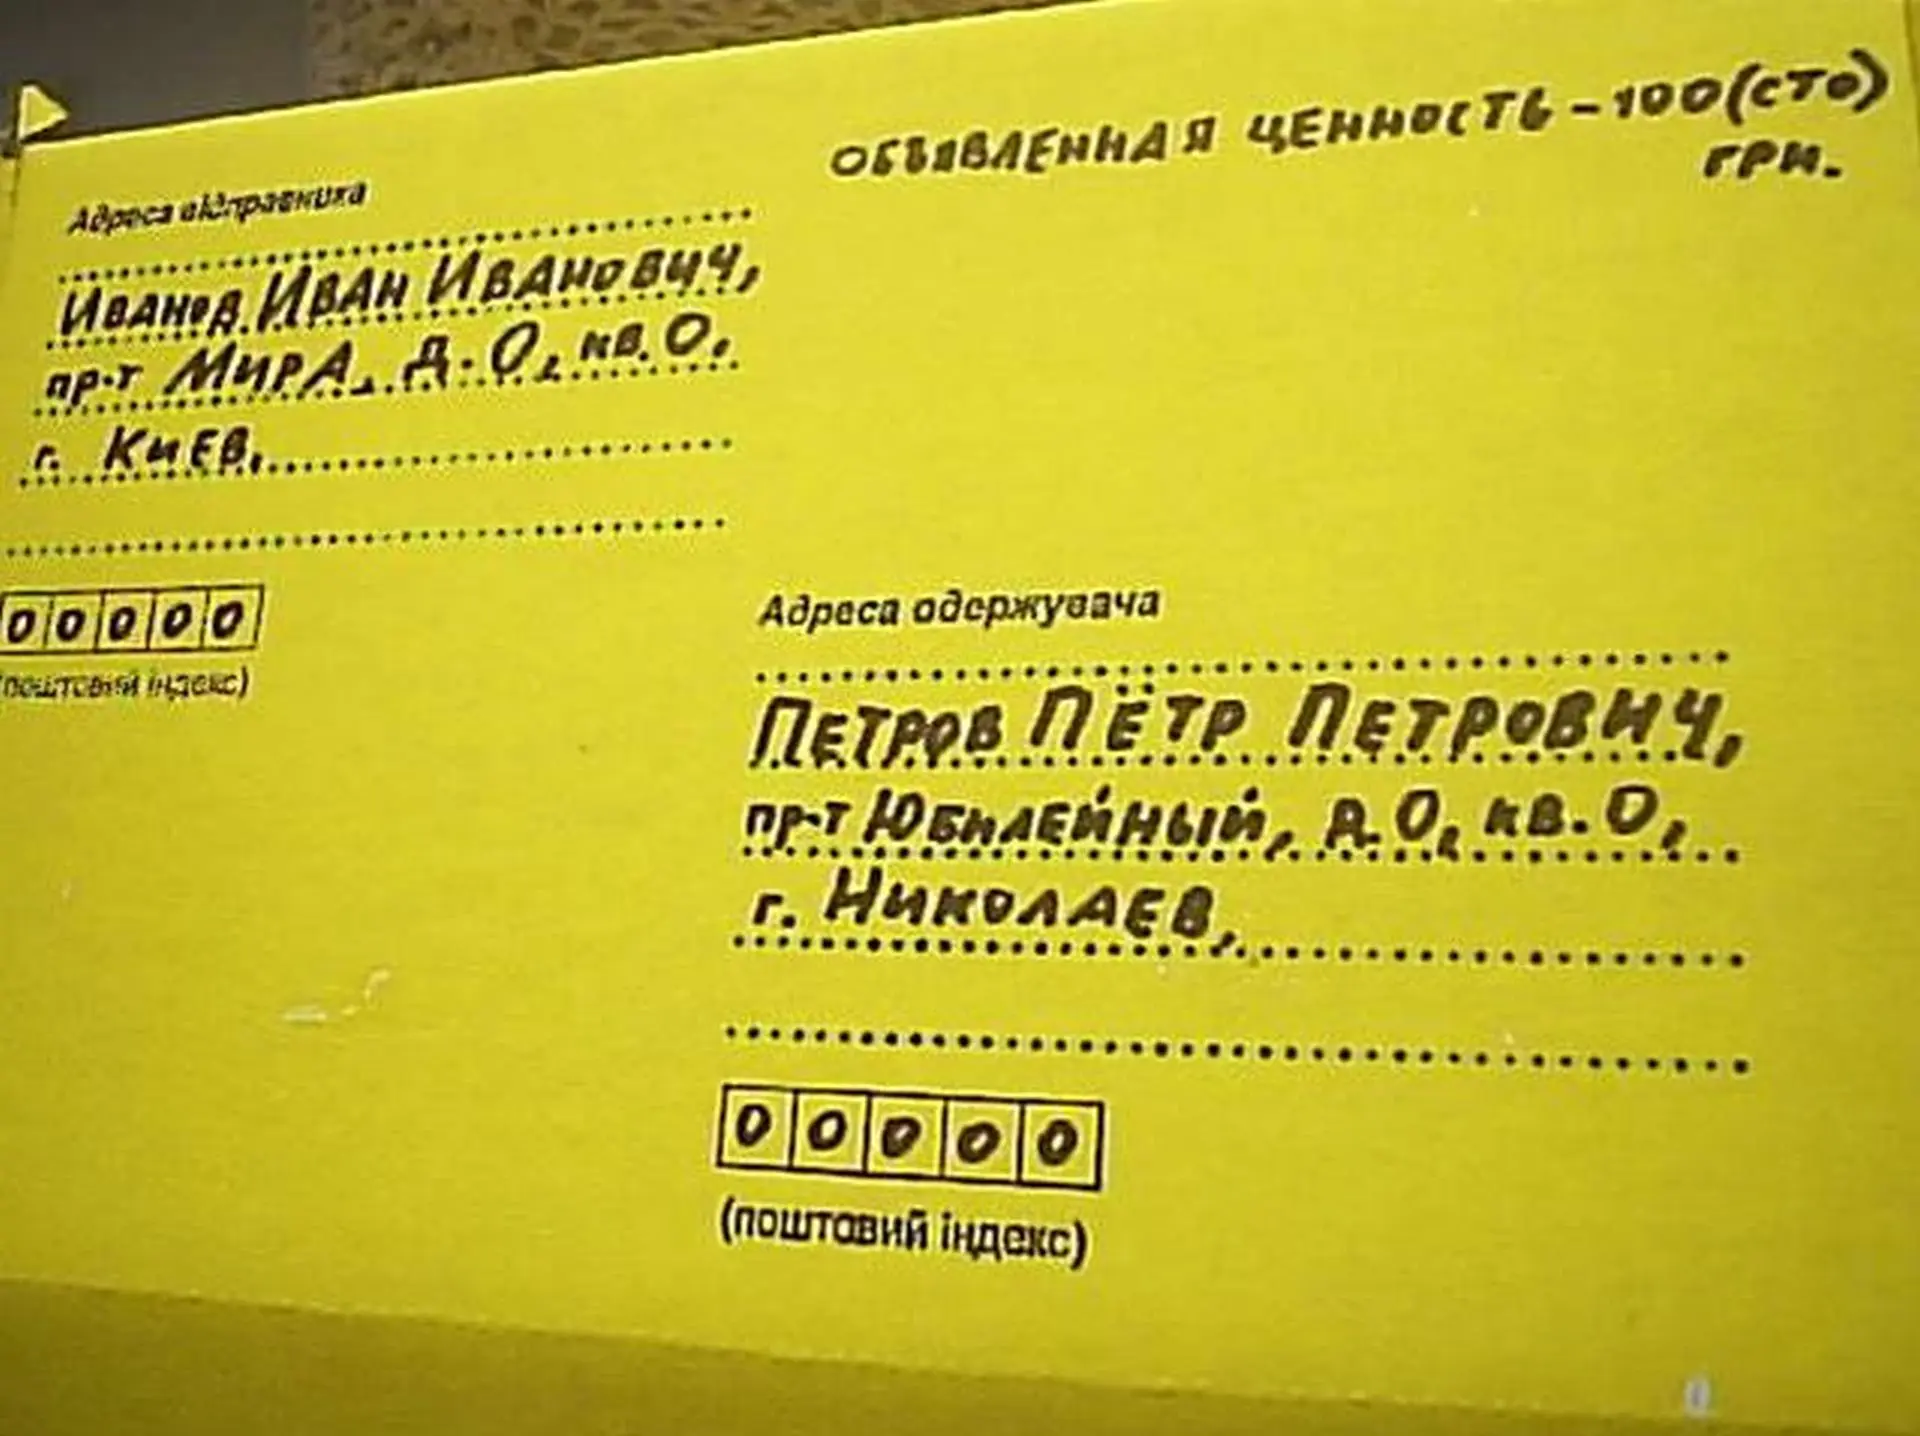 ОБЪЯВЛЕННАЯ ЦЕННОСТЬ – 100 (СТО)
ГРН.
Адреса відправника
ИВАНОВ ИВАН ИВАНОВИЧ,
пр-т МИРА, д. 0, кв. 0,
г. КИЕВ,
00000
(поштовий індекс)
Адреса одержувача
ПЕТРОВ ПЁТР ПЕТРОВИЧ,
пр-т ЮБИЛЕЙНЫЙ, д. 0, кв. 0,
г. НИКОЛАЕВ,
00000
(поштовий індекс)